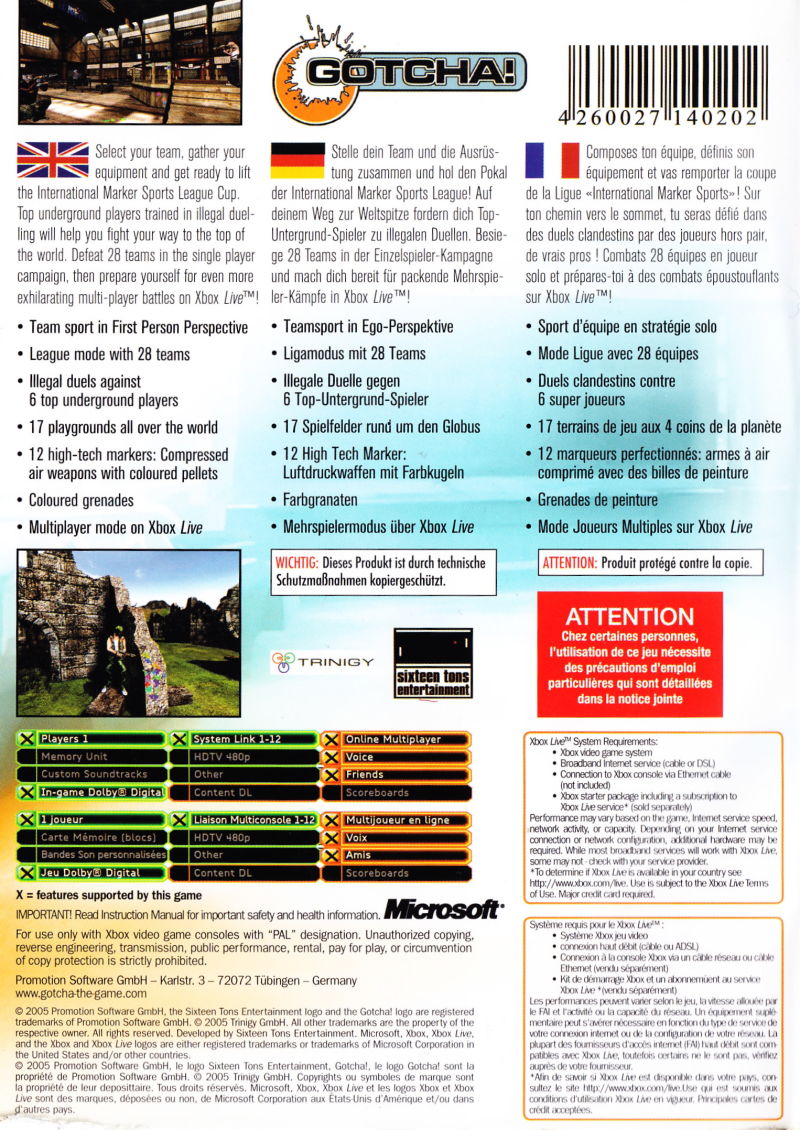 GOTCHA!
4 260027 140202
Select your team, gather your
equipment and get ready to lift
the International Marker Sports League Cup.
Top underground players trained in illegal duel-
ling will help you fight your way to the top of
the world. Defeat 28 teams in the single player
campaign, then prepare yourself for even more
exhilarating multi-player battles on Xbox Live™!
• Team sport in First Person Perspective
• League mode with 28 teams
• Illegal duels against
6 top underground players
• 17 playgrounds all over the world
• 12 high-tech markers: Compressed
air weapons with coloured pellets
• Coloured grenades
• Multiplayer mode on Xbox Live
Stelle dein Team und die Ausrüs-
tung zusammen und hol den Pokal
der International Marker Sports League! Auf
deinem Weg zur Weltspitze fordern dich Top-
Untergrund-Spieler zu illegalen Duellen. Besie-
ge 28 Teams in der Einzelspieler-Kampagne
und mach dich bereit für packende Mehrspie-
ler-Kämpfe in Xbox Live™!
• Teamsport in Ego-Perspektive
• Ligamodus mit 28 Teams
• Illegale Duelle gegen
6 Top-Untergrund-Spieler
• 17 Spielfelder rund um den Globus
• 12 High Tech Marker:
Luftdruckwaffen mit Farbkugeln
• Farbgranaten
• Mehrspielermodus über Xbox Live
WICHTIG: Dieses Produkt ist durch technische
Schutzmaßnahmen kopiergeschützt.
Composes ton équipe, définis son
équipement et vas remporter la coupe
de la Ligue «International Marker Sports»! Sur
ton chemin vers le sommet, tu seras défié dans
des duels clandestins par des joueurs hors pair,
de vrais pros ! Combats 28 équipes en joueur
solo et prépares-toi à des combats époustouflants
sur Xbox Live™!
• Sport d'équipe en stratégie solo
• Mode Ligue avec 28 équipes
• Duels clandestins contre
6 super joueurs
• 17 terrains de jeu aux 4 coins de la planète
• 12 marqueurs perfectionnés: armes à air
comprimé avec des billes de peinture
• Grenades de peinture
• Mode Joueurs Multiples sur Xbox Live
ATTENTION: Produit protégé contre la copie.
ATTENTION
Chez certaines personnes,
l'utilisation de ce jeu nécessite
des précautions d'emploi
particulières qui sont détaillées
dans la notice jointe
TRINIGY
sixteen tons
entertainment
X Players 1
Memory Unit
Custom Soundtracks
X In-game Dolby® Digital
X System Link 1-12
HDTV 480p
Other
Content DL
X Online Multiplayer
X Voice
X Friends
Scoreboards
X 1 joueur
Carte Mémoire (blocs)
Bandes Son personnalisées
X Jeu Dolby® Digital
X Liaison Multiconsole 1-12
HDTV 480p
Other
Content DL
X Multijoueur en ligne
X Voix
X Amis
Scoreboards
X = features supported by this game
IMPORTANT! Read Instruction Manual for important safety and health information.
Microsoft®
For use only with Xbox video game consoles with "PAL" designation. Unauthorized copying,
reverse engineering, transmission, public performance, rental, pay for play, or circumvention
of copy protection is strictly prohibited.
Promotion Software GmbH – Karlstr. 3 – 72072 Tübingen – Germany
www.gotcha-the-game.com
© 2005 Promotion Software GmbH, the Sixteen Tons Entertainment logo and the Gotcha! logo are registered
trademarks of Promotion Software GmbH. © 2005 Trinigy GmbH. All other trademarks are the property of the
respective owner. All rights reserved. Developed by Sixteen Tons Entertainment. Microsoft, Xbox, Xbox Live,
and the Xbox and Xbox Live logos are either registered trademarks or trademarks of Microsoft Corporation in
the United States and/or other countries.
© 2005 Promotion Software GmbH, le logo Sixteen Tons Entertainment, Gotcha!, le logo Gotcha! sont la
propriété de Promotion Software GmbH. © 2005 Trinigy GmbH. Copyrights ou symboles de marque sont
la propriété de leur depositaire. Tous droits réservés. Microsoft, Xbox, Xbox Live et les logos Xbox et Xbox
Live sont des marques, déposées ou non, de Microsoft Corporation aux États-Unis d'Amérique et/ou dans
d'autres pays.
Xbox Live™ System Requirements:
• Xbox video game system
• Broadband Internet service (cable or DSL)
• Connection to Xbox console via Ethernet cable
(not included)
• Xbox starter package including a subscription to
Xbox Live service* (sold separately)
Performance may vary based on the game, Internet service speed,
network activity, or capacity. Depending on your Internet service
connection or network configuration, additional hardware may be
required. While most broadband services will work with Xbox Live,
some may not - check with your service provider.
*To determine if Xbox Live is available in your country see
http://www.xbox.com/live. Use is subject to the Xbox Live Terms
of Use. Major credit card required.
Système requis pour le Xbox Live™ :
• Système Xbox jeu video
• connexion haut débit (câble ou ADSL)
• Connexion à la console Xbox via un câble réseau ou câble
Ethernet (vendu séparément)
• Kit de démarrage Xbox et un abonnement au service
Xbox Live *(vendu séparément)
Les performances peuvent varier selon le jeu, la vitesse allouée par
le FAI et l'activité ou la capacité du réseau. Un équipement suplé-
mentaire peut s'avérer nécessaire en fonction du type de service de
votre connexion internet ou de la configuration de votre réseau. La
plupart des fournisseurs d'accès internet (FAI) haut débit sont com-
patibles avec Xbox Live, toutefois certains ne le sont pas, vérifiez
auprès de votre fournisseur.
*Afin de savoir si Xbox Live est disponible dans votre pays, con-
sultez le site http://www.xbox.com/live.Use qui est soumis aux
conditions d'utilisation Xbox Live en vigueur. Principales cartes de
crédit acceptées.